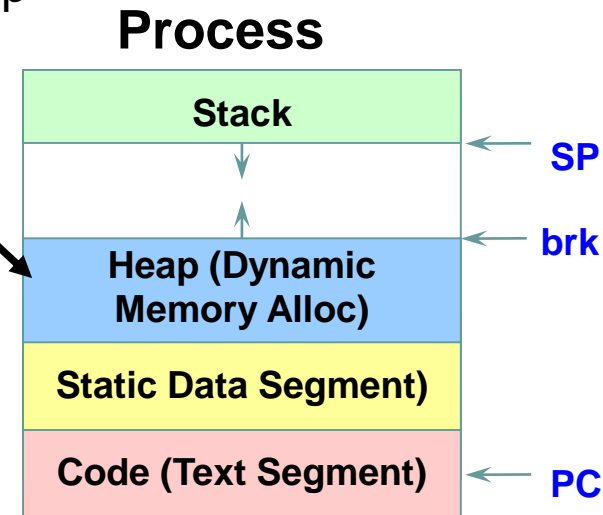 p
Process
Stack
SP
brk
Heap (Dynamic
Memory Alloc)
Static Data Segment)
Code (Text Segment)
PC